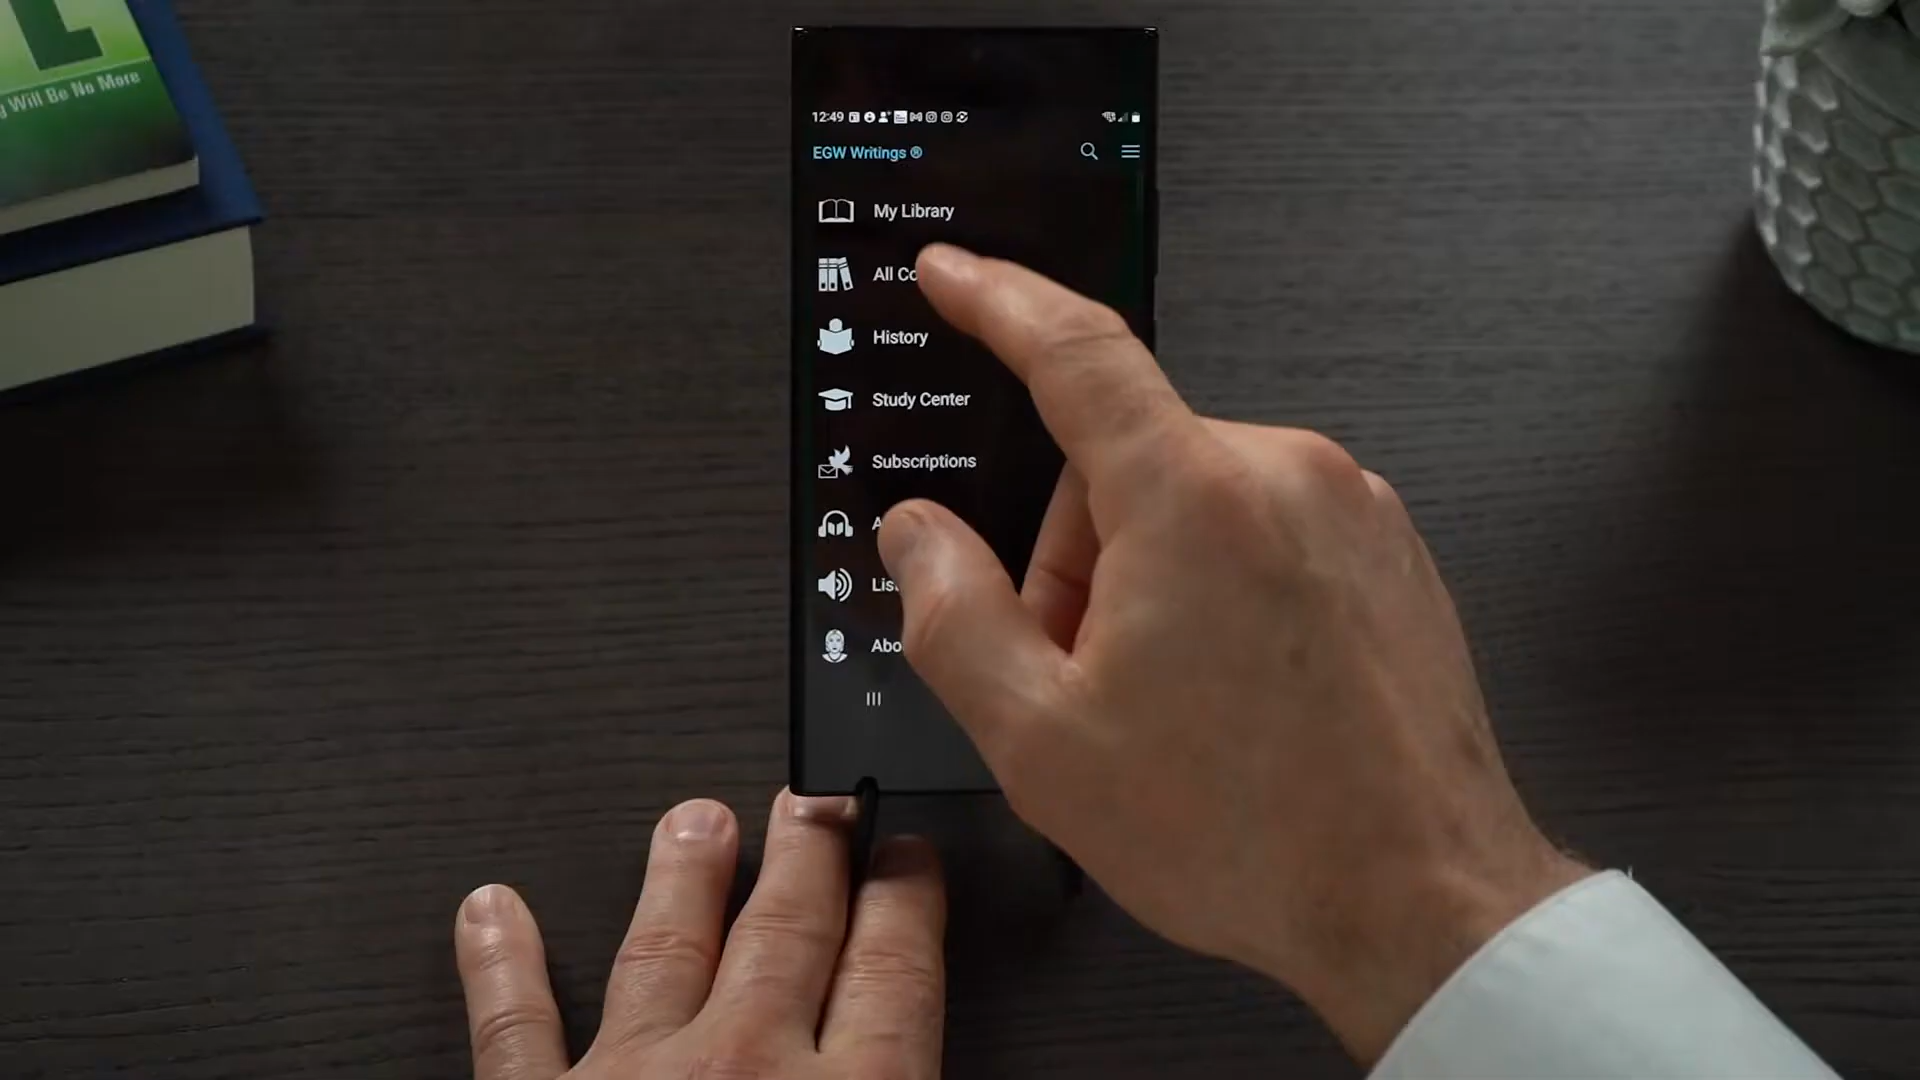 Will Be No More
12:49
EGW Writings ®
My Library
All Co
History
Study Center
Subscriptions
A
Lis
Abo